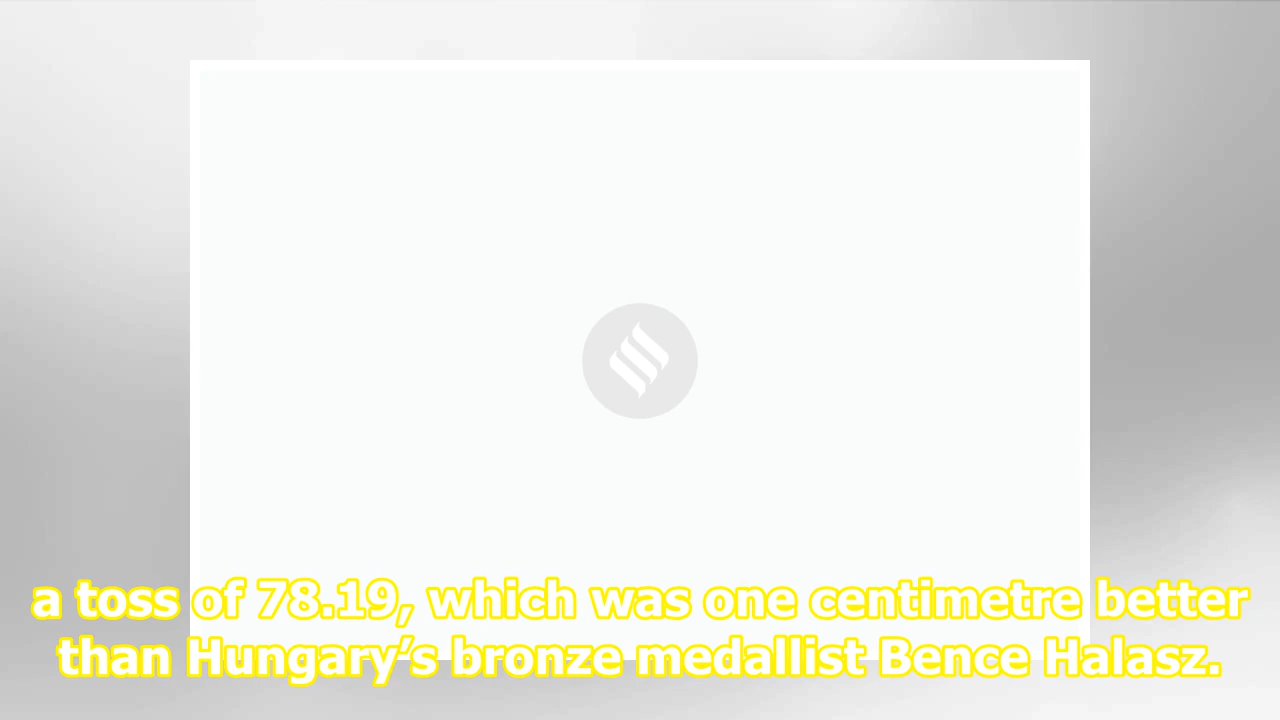 a toss of 78.19, which was one centimetre better
than Hungary’s bronze medallist Bence Halasz.